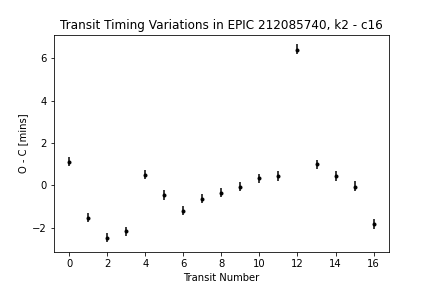 Transit Timing Variations in EPIC 212085740, k2 - c16
6
4
2
0
−2
O - C [mins]
0 2 4 6 8 10 12 14 16
Transit Number